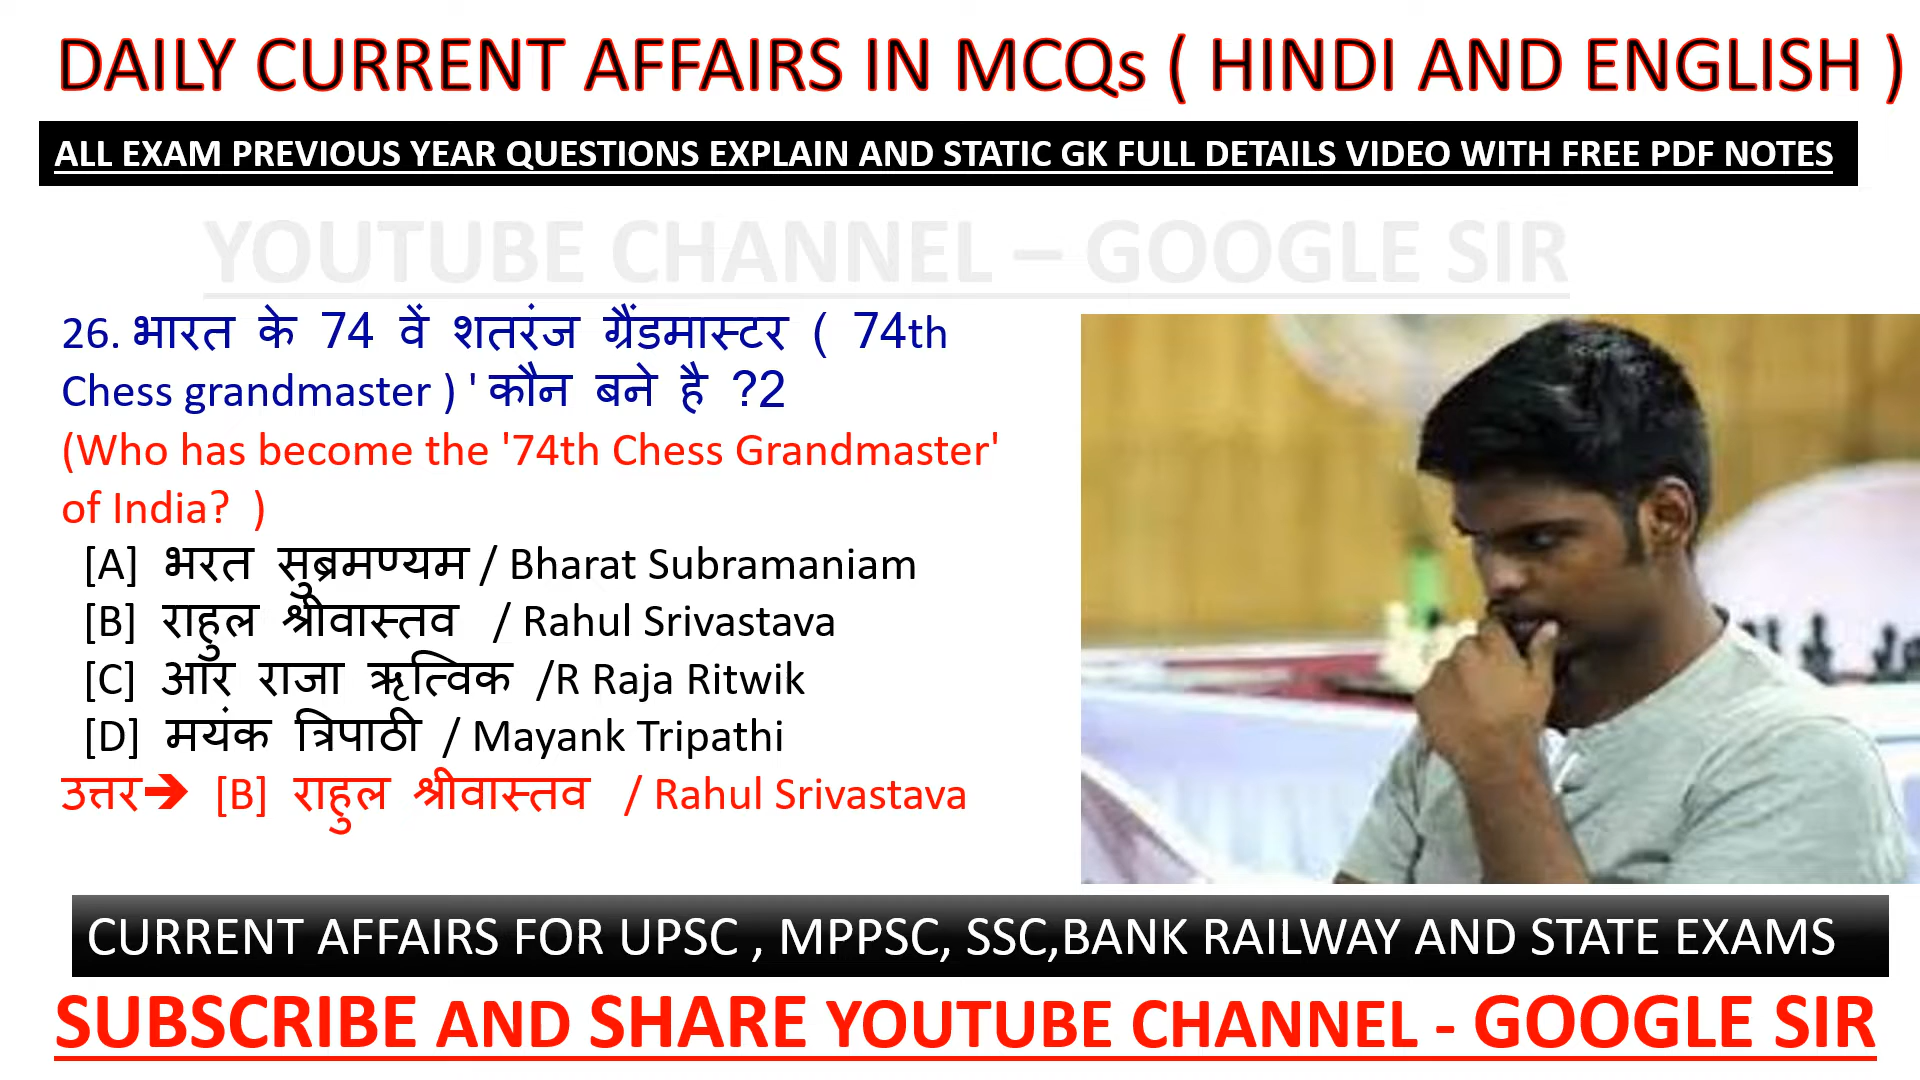 DAILY CURRENT AFFAIRS IN MCQs ( HINDI AND ENGLISH )
ALL EXAM PREVIOUS YEAR QUESTIONS EXPLAIN AND STATIC GK FULL DETAILS VIDEO WITH FREE PDF NOTES
YOUTUBE CHANNEL – GOOGLE SIR
26. भारत के 74 वें शतरंज ग्रैंडमास्टर ( 74th
Chess grandmaster ) ' कौन बने है ?2
(Who has become the '74th Chess Grandmaster'
of India? )
[A] भरत सुब्रमण्यम / Bharat Subramaniam
[B] राहुल श्रीवास्तव / Rahul Srivastava
[C] आर राजा ऋत्विक /R Raja Ritwik
[D] मयंक त्रिपाठी / Mayank Tripathi
उत्तर➔ [B] राहुल श्रीवास्तव / Rahul Srivastava
CURRENT AFFAIRS FOR UPSC , MPPSC, SSC,BANK RAILWAY AND STATE EXAMS
SUBSCRIBE AND SHARE YOUTUBE CHANNEL - GOOGLE SIR